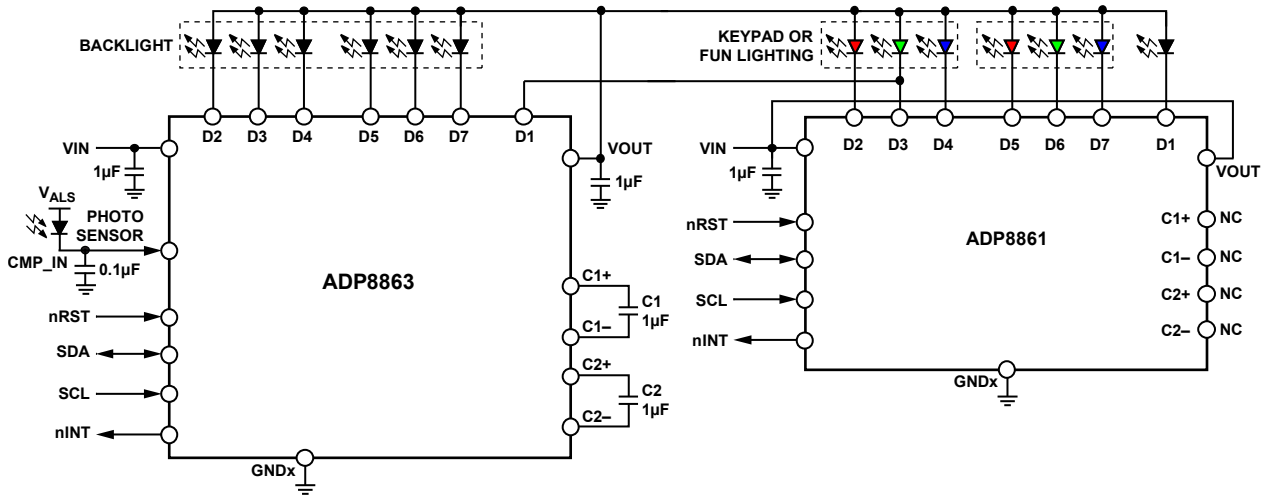 BACKLIGHT
KEYPAD OR
FUN LIGHTING
D2 D3 D4 D5 D6 D7 D1
VIN
1µF
VOUT
1µF
VALS
PHOTO
SENSOR
CMP_IN
0.1µF
ADP8863
C1+
C1
1µF
C1–
C2+
C2
1µF
C2–
nRST
SDA
SCL
nINT
GNDx
D2 D3 D4 D5 D6 D7 D1
VIN
1µF
VOUT
nRST
SDA
SCL
nINT
ADP8861
C1+ NC
C1– NC
C2+ NC
C2– NC
GNDx